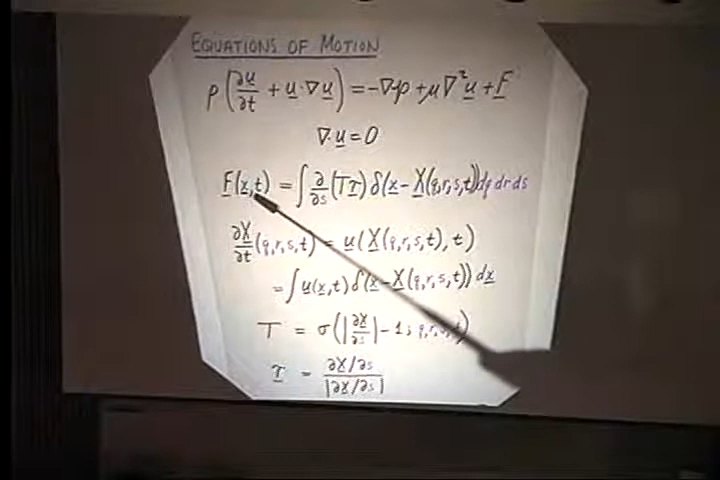 EQUATIONS OF MOTION
ρ(∂u/∂t + u·∇u) = -∇p + μ∇²u + F
∇·u = 0
F(x,t) = ∫ ∂/∂s (Tτ) δ(x - X(q,r,s,t)) dq dr ds
∂X/∂t (q,r,s,t) = u(X(q,r,s,t), t)
= ∫ u(x,t) δ(x - X(q,r,s,t)) dx
T = σ(|∂X/∂s| - 1; q,r,s,t)
τ = ∂X/∂s / |∂X/∂s|